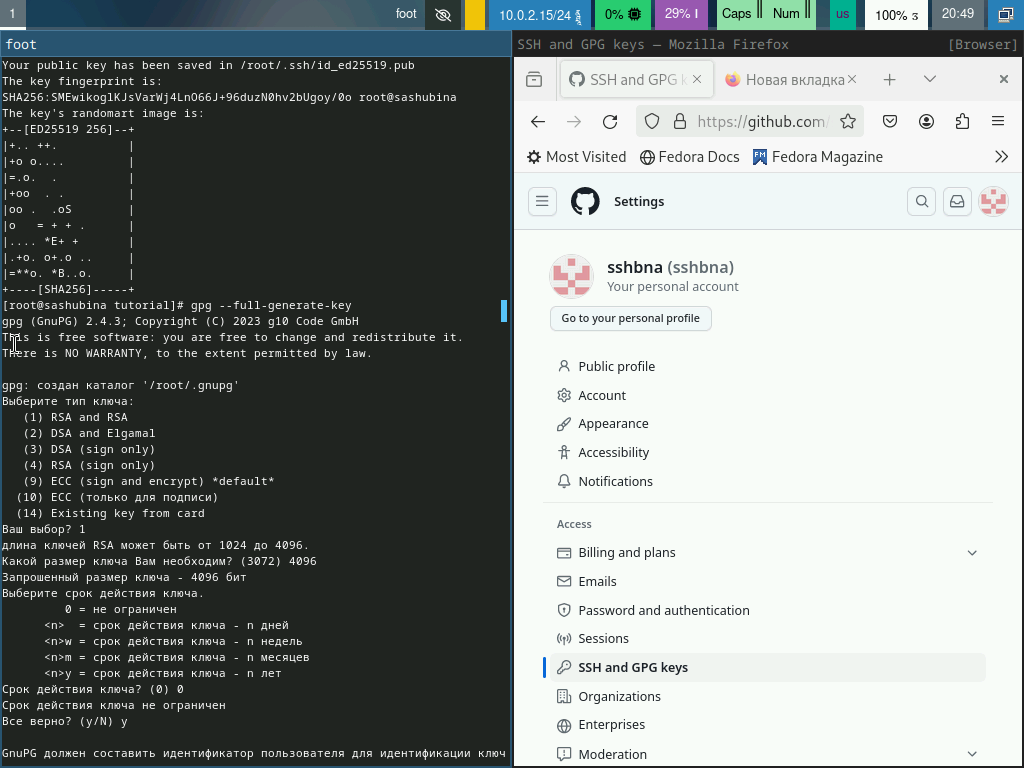 1
foot
10.0.2.15/24
0%
29%
Caps
Num
us
100%
20:49
foot
Your public key has been saved in /root/.ssh/id_ed25519.pub
The key fingerprint is:
SHA256:SMEwikoglKJsVarWj4LnO66J+96duzN0hv2bUgoy/0o root@sashubina
The key's randomart image is:
+--[ED25519 256]--+
|+.. ++.          |
|+o o....         |
|=.o.  .          |
|+oo  . .         |
|oo .  .oS        |
|o   = + + .      |
|.... *E+ +       |
|.+o. o+.o ..     |
|=**o. *B..o.     |
+----[SHA256]-----+
[root@sashubina tutorial]# gpg --full-generate-key
gpg (GnuPG) 2.4.3; Copyright (C) 2023 g10 Code GmbH
This is free software: you are free to change and redistribute it.
There is NO WARRANTY, to the extent permitted by law.
gpg: создан каталог '/root/.gnupg'
Выберите тип ключа:
(1) RSA and RSA
(2) DSA and Elgamal
(3) DSA (sign only)
(4) RSA (sign only)
(9) ECC (sign and encrypt) *default*
(10) ECC (только для подписи)
(14) Existing key from card
Ваш выбор? 1
длина ключей RSA может быть от 1024 до 4096.
Какой размер ключа Вам необходим? (3072) 4096
Запрошенный размер ключа - 4096 бит
Выберите срок действия ключа.
0 = не ограничен
<n>  = срок действия ключа - n дней
<n>w = срок действия ключа - n недель
<n>m = срок действия ключа - n месяцев
<n>y = срок действия ключа - n лет
Срок действия ключа? (0) 0
Срок действия ключа не ограничен
Все верно? (y/N) y
GnuPG должен составить идентификатор пользователя для идентификации ключ
SSH and GPG keys — Mozilla Firefox
[Browser]
SSH and GPG k
Новая вкладка
https://github.com/
Most Visited
Fedora Docs
Fedora Magazine
Settings
sshbna (sshbna)
Your personal account
Go to your personal profile
Public profile
Account
Appearance
Accessibility
Notifications
Access
Billing and plans
Emails
Password and authentication
Sessions
SSH and GPG keys
Organizations
Enterprises
Moderation